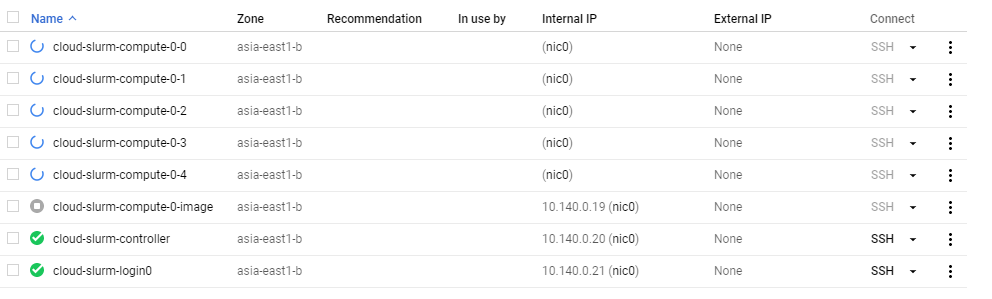 Name Zone Recommendation In use by Internal IP External IP Connect
cloud-slurm-compute-0-0 asia-east1-b (nic0) None SSH
cloud-slurm-compute-0-1 asia-east1-b (nic0) None SSH
cloud-slurm-compute-0-2 asia-east1-b (nic0) None SSH
cloud-slurm-compute-0-3 asia-east1-b (nic0) None SSH
cloud-slurm-compute-0-4 asia-east1-b (nic0) None SSH
cloud-slurm-compute-0-image asia-east1-b 10.140.0.19 (nic0) None SSH
cloud-slurm-controller asia-east1-b 10.140.0.20 (nic0) None SSH
cloud-slurm-login0 asia-east1-b 10.140.0.21 (nic0) None SSH